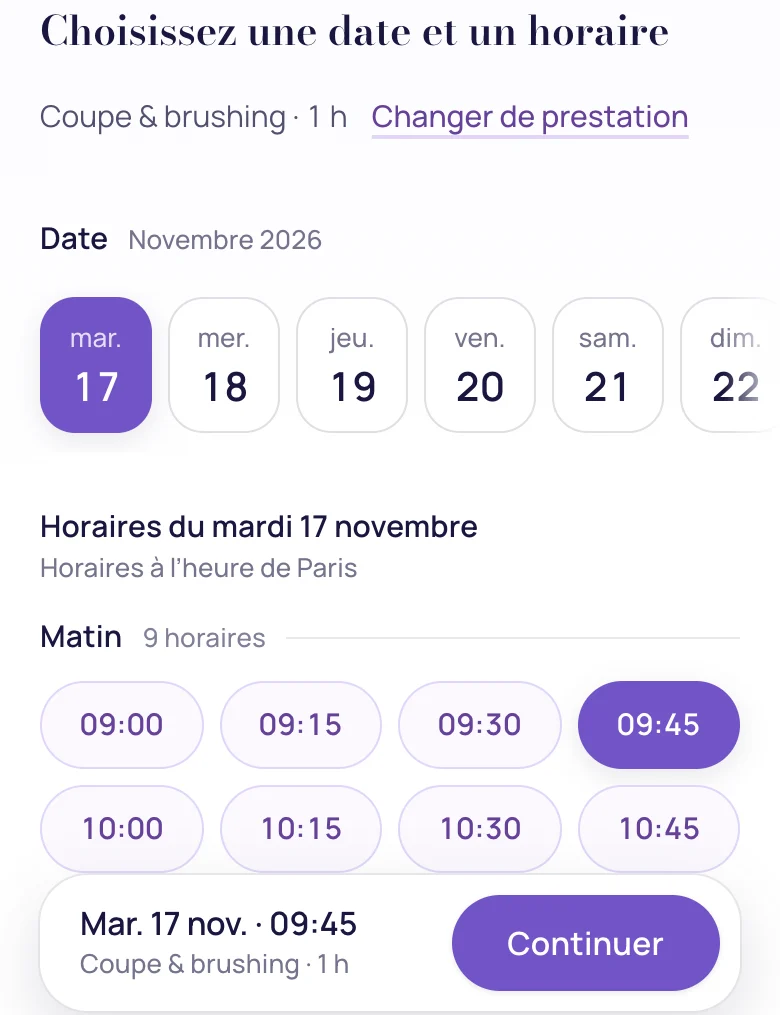 Choisissez une date et un horaire
Coupe & brushing · 1 h Changer de prestation
Date Novembre 2026
mar. mer. jeu. ven. sam. dim.
17 18 19 20 21 22
Horaires du mardi 17 novembre
Horaires à l’heure de Paris
Matin 9 horaires
09:00 09:15 09:30 09:45
10:00 10:15 10:30 10:45
Mar. 17 nov. · 09:45
Coupe & brushing · 1 h
Continuer